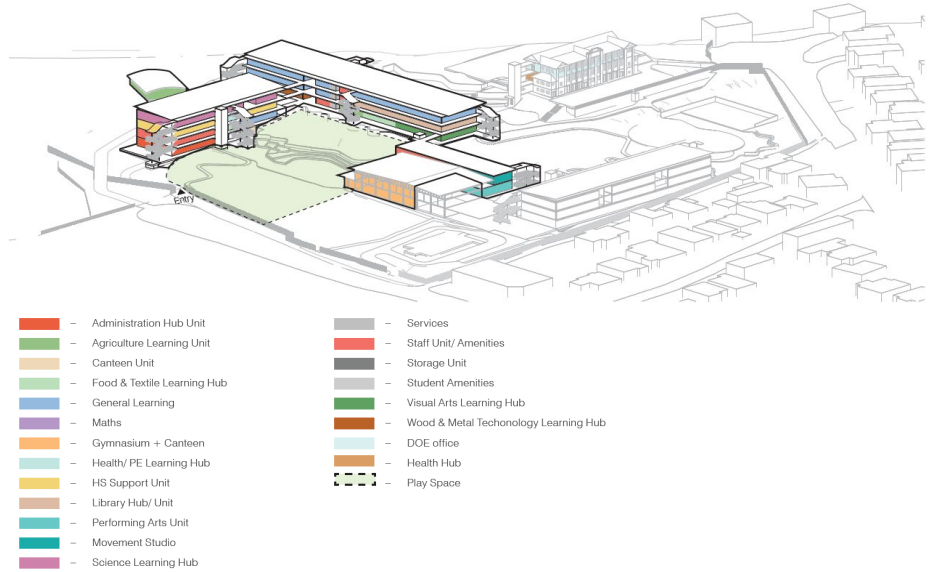 Entry
– Administration Hub Unit
– Agriculture Learning Unit
– Canteen Unit
– Food & Textile Learning Hub
– General Learning
– Maths
– Gymnasium + Canteen
– Health/ PE Learning Hub
– HS Support Unit
– Library Hub/ Unit
– Performing Arts Unit
– Movement Studio
– Science Learning Hub
– Services
– Staff Unit/ Amenities
– Storage Unit
– Student Amenities
– Visual Arts Learning Hub
– Wood & Metal Techonology Learning Hub
– DOE office
– Health Hub
– Play Space